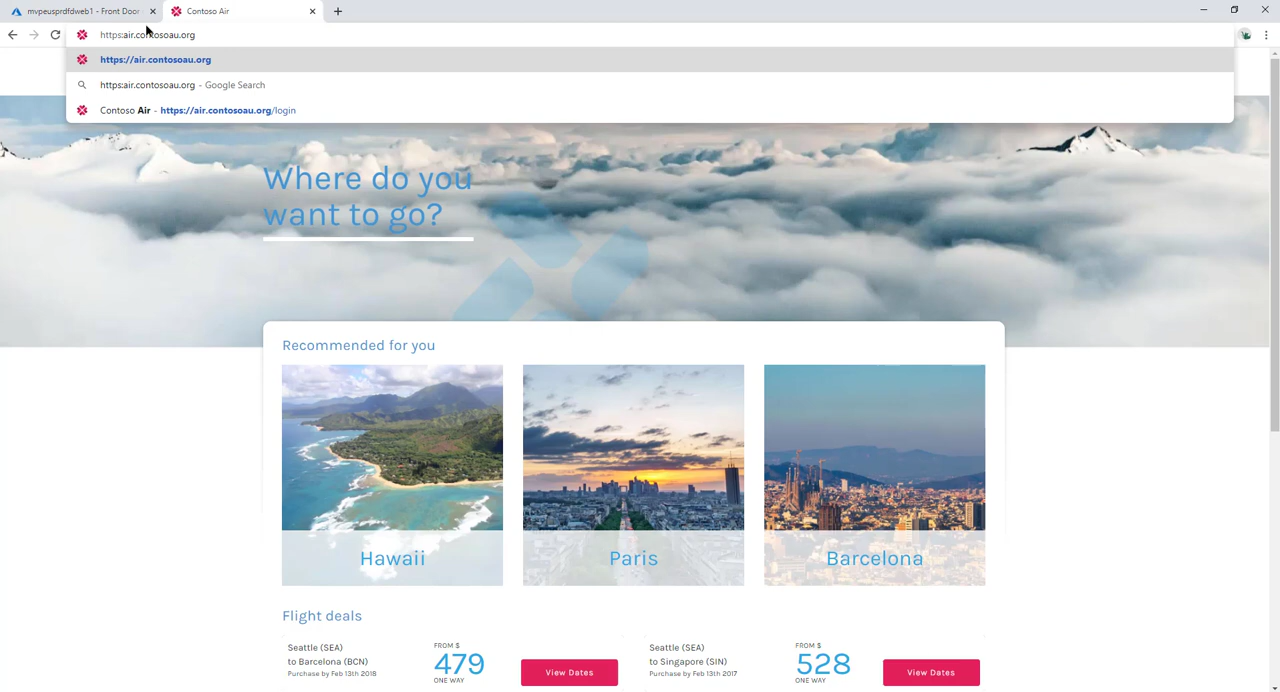 mvpeusprdfdweb1 - Front Door
Contoso Air
https:air.contosoau.org
https://air.contosoau.org
https:air.contosoau.org - Google Search
Contoso Air - https://air.contosoau.org/login
Where do you
want to go?
Recommended for you
Hawaii
Paris
Barcelona
Flight deals
Seattle (SEA)
to Barcelona (BCN)
Purchase by Feb 13th 2018
FROM $
479
ONE WAY
View Dates
Seattle (SEA)
to Singapore (SIN)
Purchase by Feb 13th 2017
FROM $
528
ONE WAY
View Dates